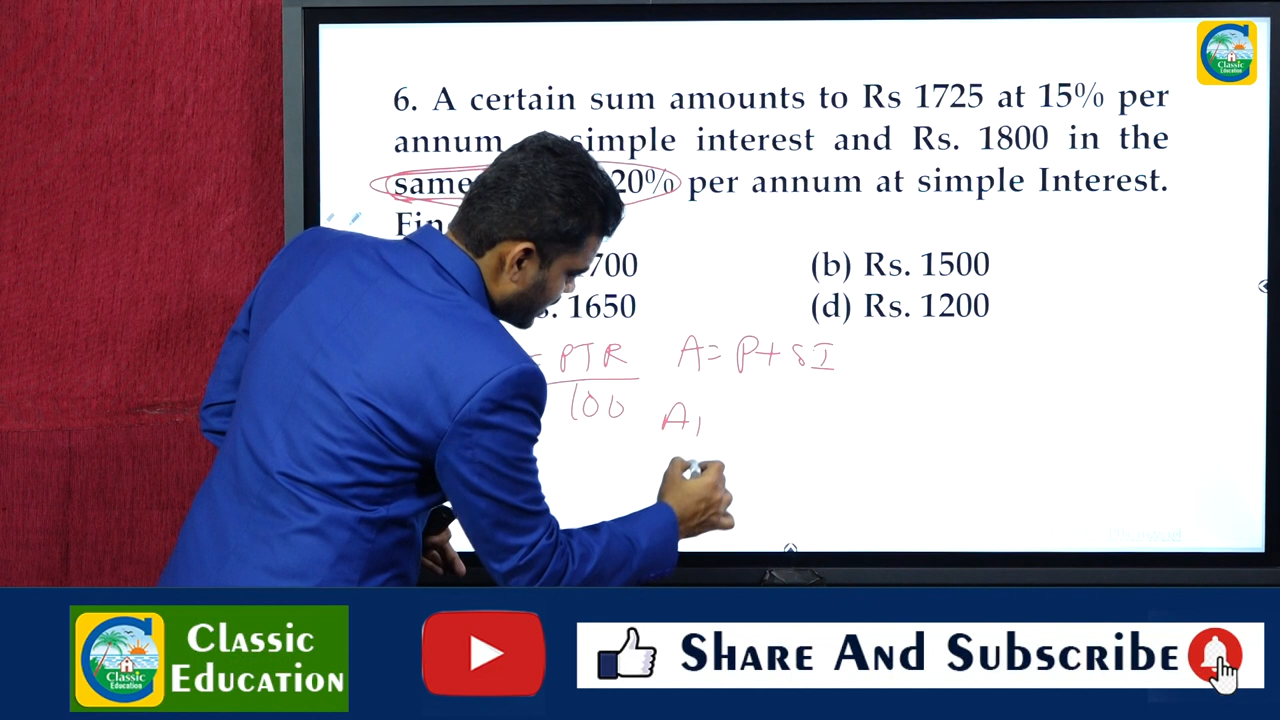 Classic
Education
6. A certain sum amounts to Rs 1725 at 15% per
annum simple interest and Rs. 1800 in the
same 20% per annum at simple Interest.
700
(b) Rs. 1500
1650
(d) Rs. 1200
= PTR
100
A = P + SI
A1
Classic
Education
Classic
Education
Share And Subscribe